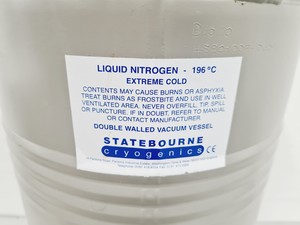 LIQUID NITROGEN - 196 °C
EXTREME COLD
CONTENTS MAY CAUSE BURNS OR ASPHYXIA,
TREAT BURNS AS FROSTBITE AND USE IN WELL
VENTILATED AREA. NEVER OVERFILL, TIP, SPILL
OR PUNCTURE. IF IN DOUBT, REFER TO MANUAL
OR CONTACT MANUFACTURER.
DOUBLE WALLED VACUUM VESSEL
STATEBOURNE
cryogenics CE